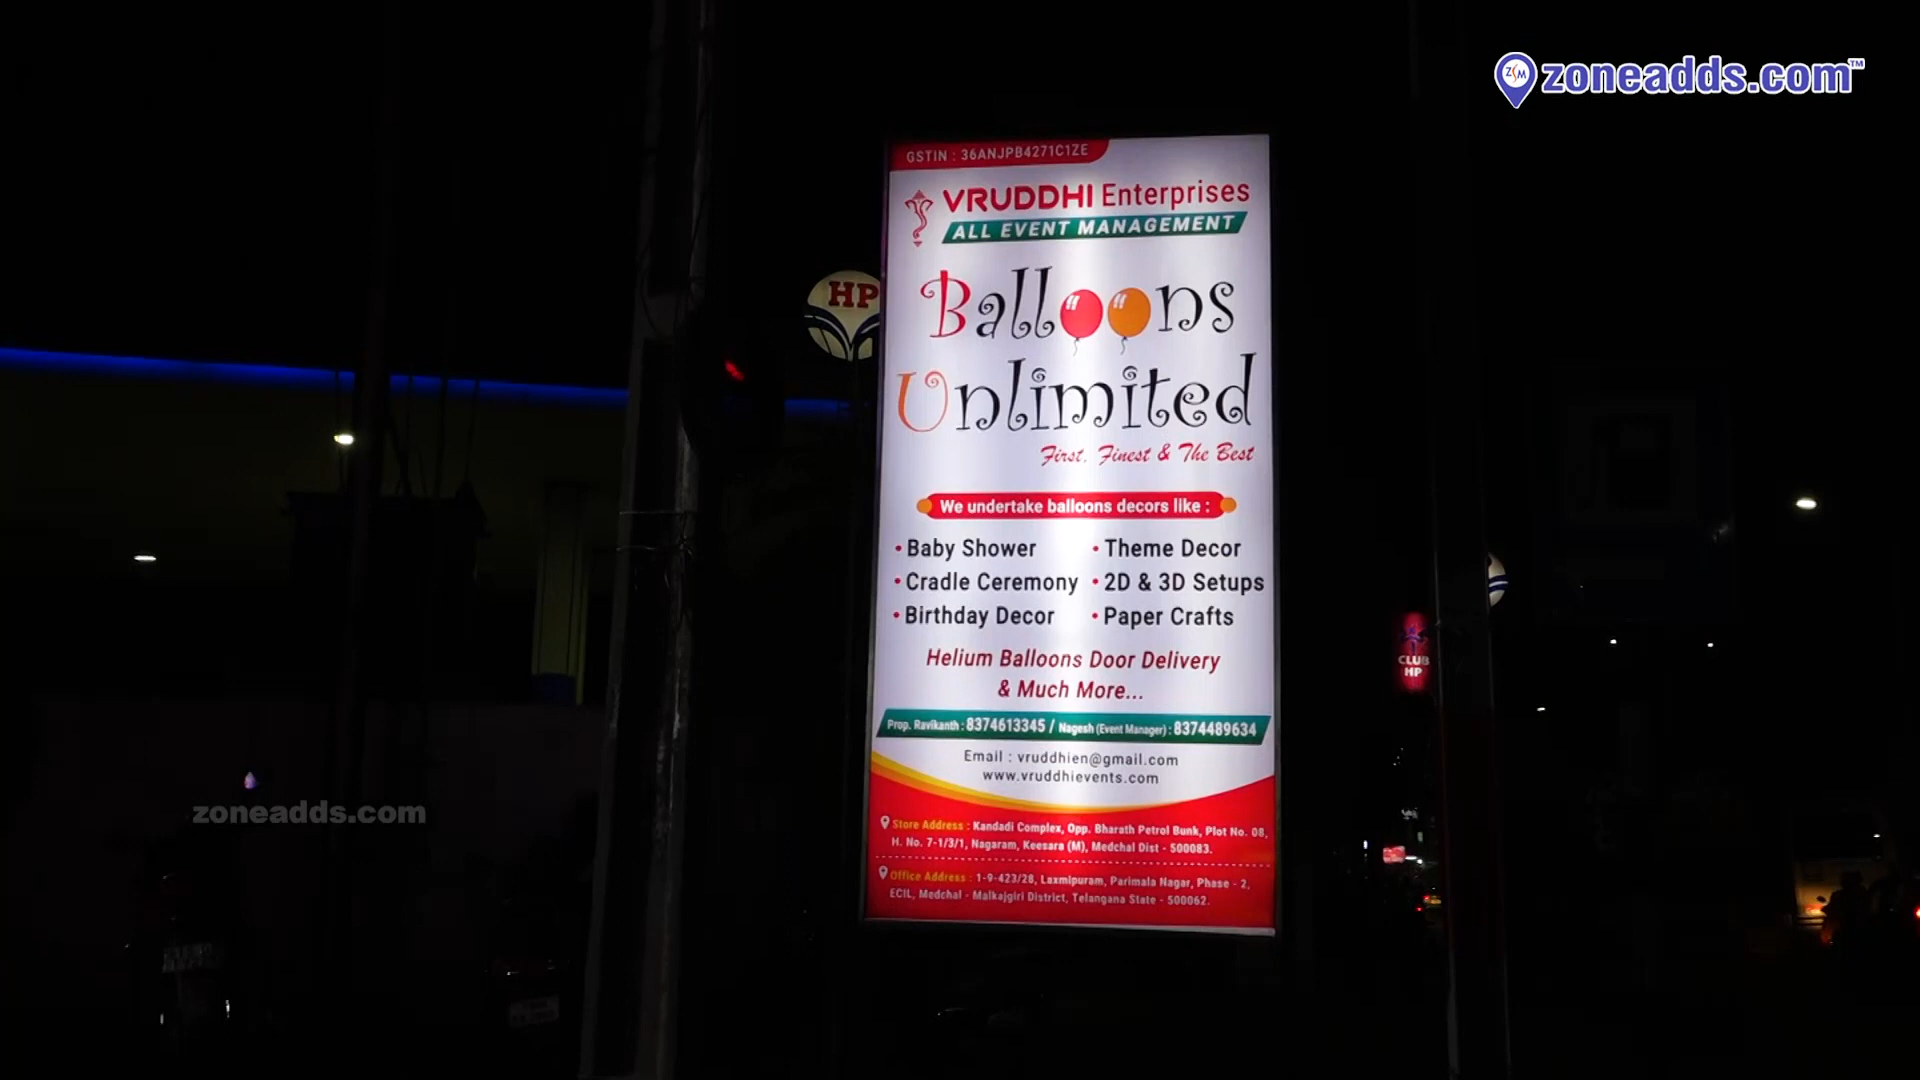 zoneadds.com™
GSTIN : 36ANJPB4271C1ZE
VRUDDHI Enterprises
ALL EVENT MANAGEMENT
HP
Balloons
Unlimited
First, Finest & The Best
We undertake balloons decors like :
• Baby Shower • Theme Decor
• Cradle Ceremony • 2D & 3D Setups
• Birthday Decor • Paper Crafts
Helium Balloons Door Delivery
& Much More...
CLUB
HP
Prop. Ravikanth : 8374613345 / Nagesh (Event Manager) : 8374489634
Email : vruddhien@gmail.com
www.vruddhievents.com
zoneadds.com
Store Address : Kandadi Complex, Opp. Bharath Petrol Bunk, Plot No. 08,
H. No. 7-1/3/1, Nagaram, Keesara (M), Medchal Dist - 500083.
Office Address : 1-9-423/28, Laxmipuram, Parimala Nagar, Phase - 2,
ECIL, Medchal - Malkajgiri District, Telangana State - 500062.